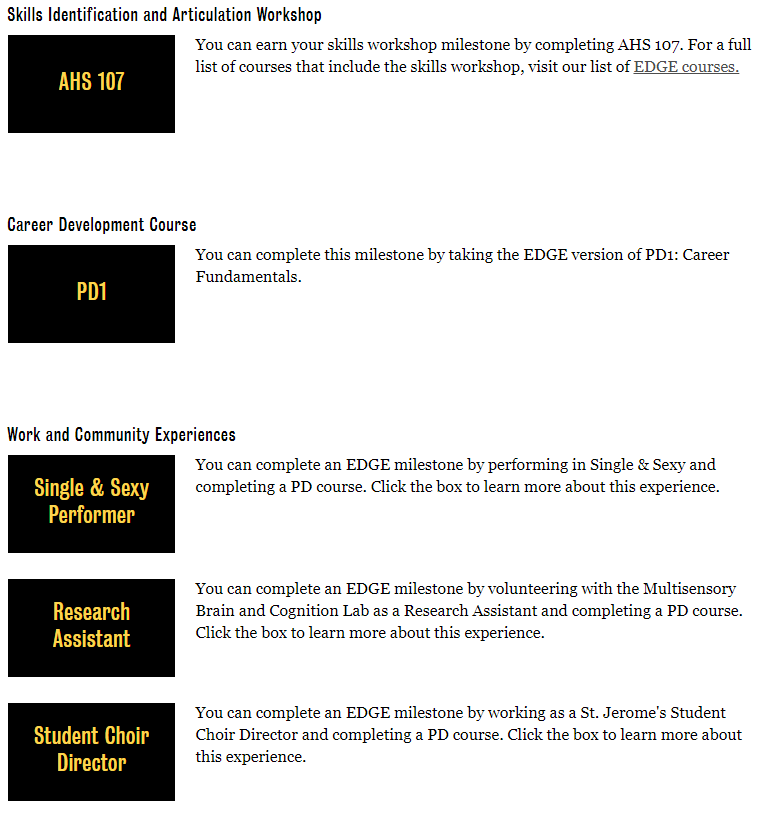 Skills Identification and Articulation Workshop
AHS 107
You can earn your skills workshop milestone by completing AHS 107. For a full
list of courses that include the skills workshop, visit our list of EDGE courses.
Career Development Course
PD1
You can complete this milestone by taking the EDGE version of PD1: Career
Fundamentals.
Work and Community Experiences
Single & Sexy
Performer
You can complete an EDGE milestone by performing in Single & Sexy and
completing a PD course. Click the box to learn more about this experience.
Research
Assistant
You can complete an EDGE milestone by volunteering with the Multisensory
Brain and Cognition Lab as a Research Assistant and completing a PD course.
Click the box to learn more about this experience.
Student Choir
Director
You can complete an EDGE milestone by working as a St. Jerome's Student
Choir Director and completing a PD course. Click the box to learn more about
this experience.